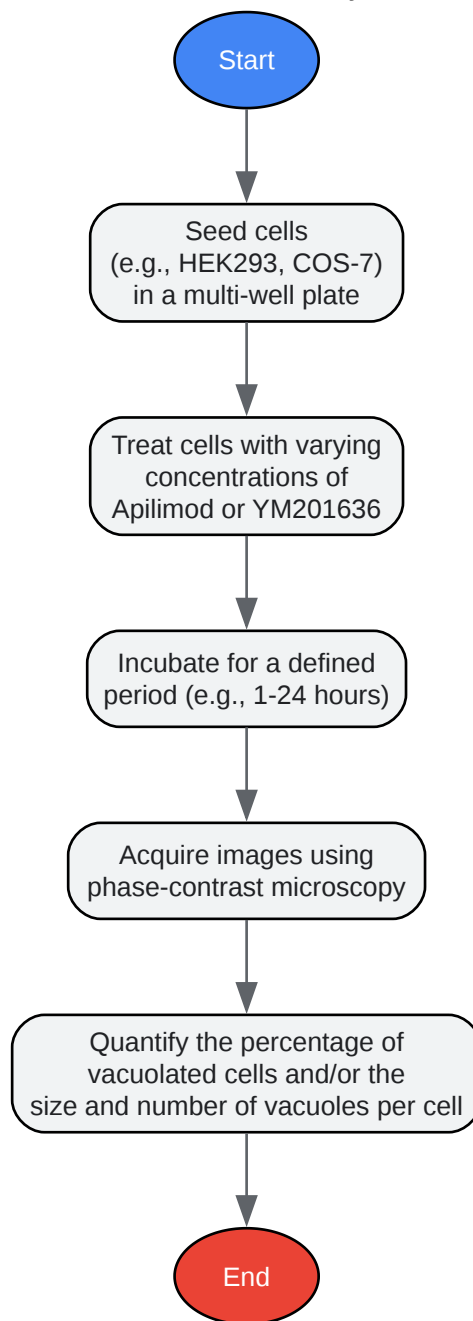 Start
Seed cells
(e.g., HEK293, COS-7)
in a multi-well plate
Treat cells with varying
concentrations of
Apilimod or YM201636
Incubate for a defined
period (e.g., 1-24 hours)
Acquire images using
phase-contrast microscopy
Quantify the percentage of
vacuolated cells and/or the
size and number of vacuoles per cell
End